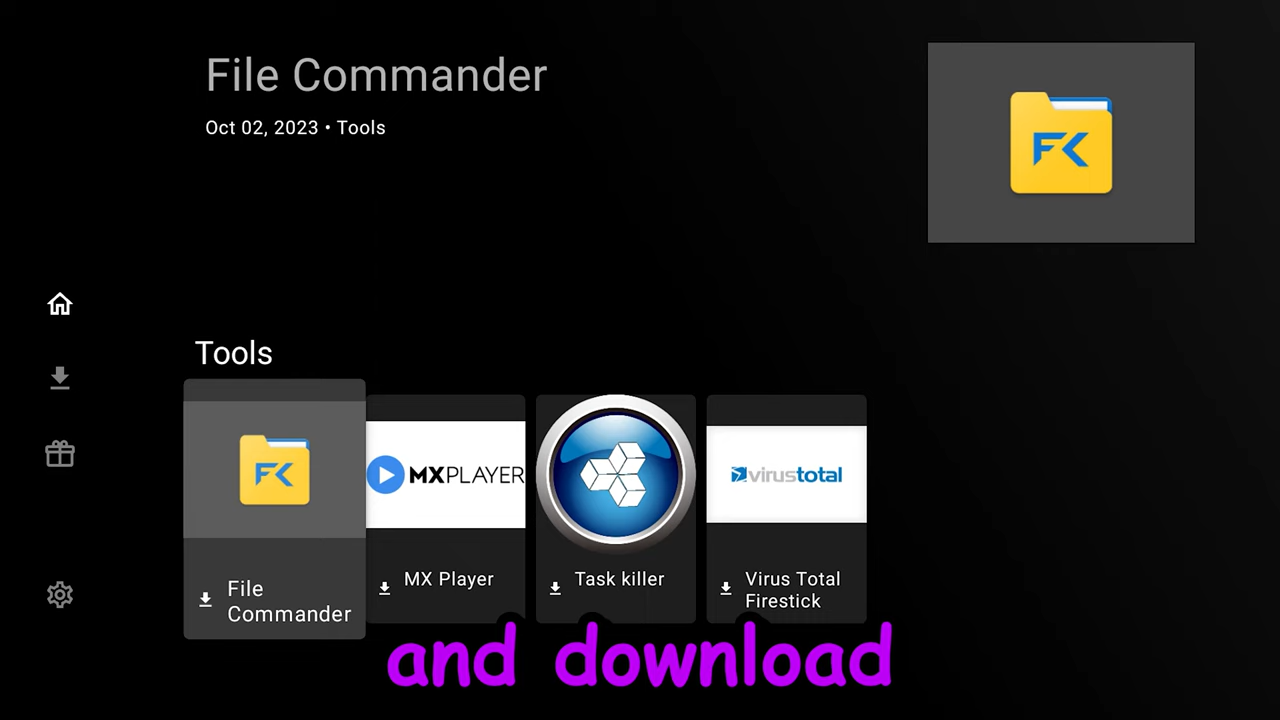 File Commander
Oct 02, 2023 • Tools
FK
Tools
FK
MXPLAYER
virustotal
File
Commander
MX Player
Task killer
Virus Total
Firestick
and download